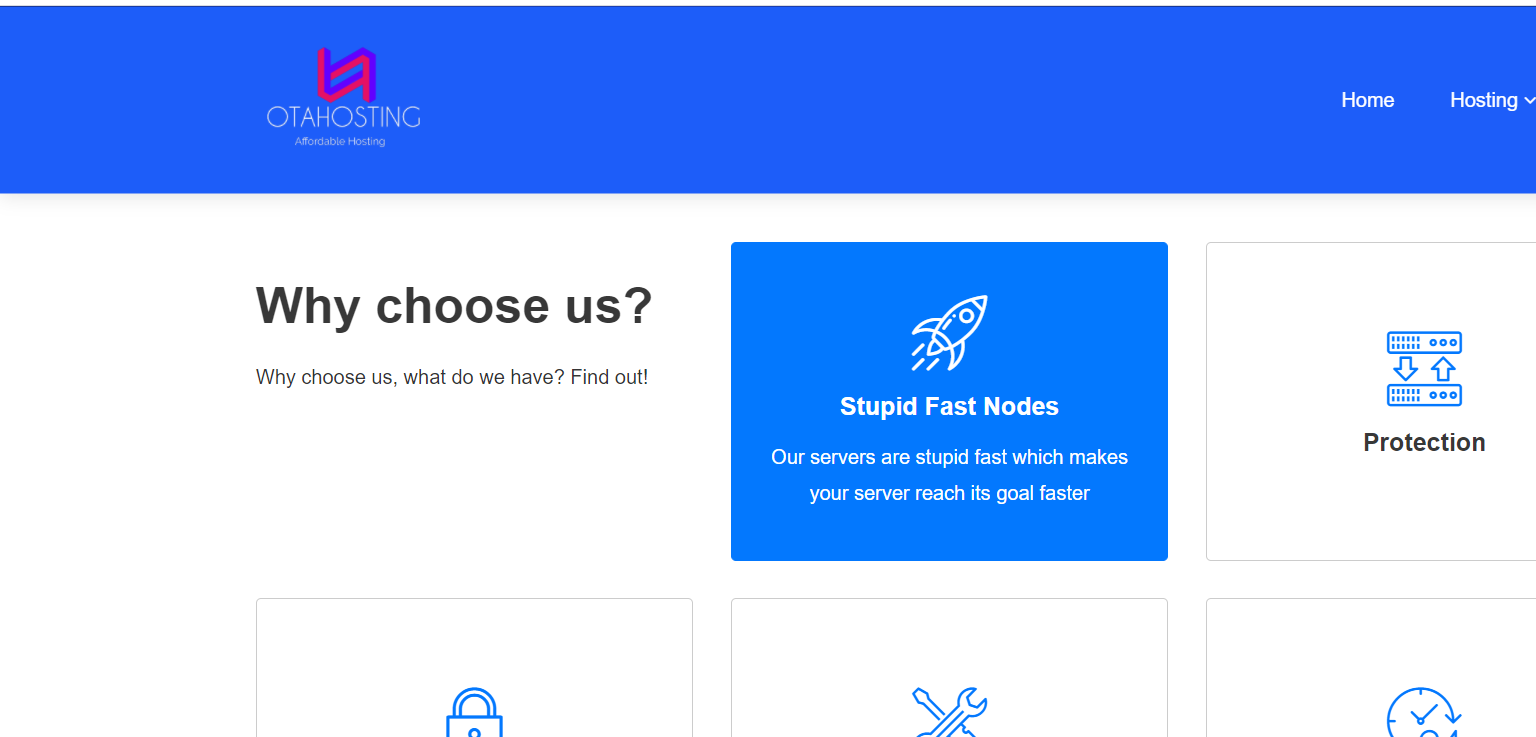 OTAHOSTING
Affordable Hosting
Home
Hosting
Why choose us?
Why choose us, what do we have? Find out!
Stupid Fast Nodes
Our servers are stupid fast which makes
your server reach its goal faster
Protection